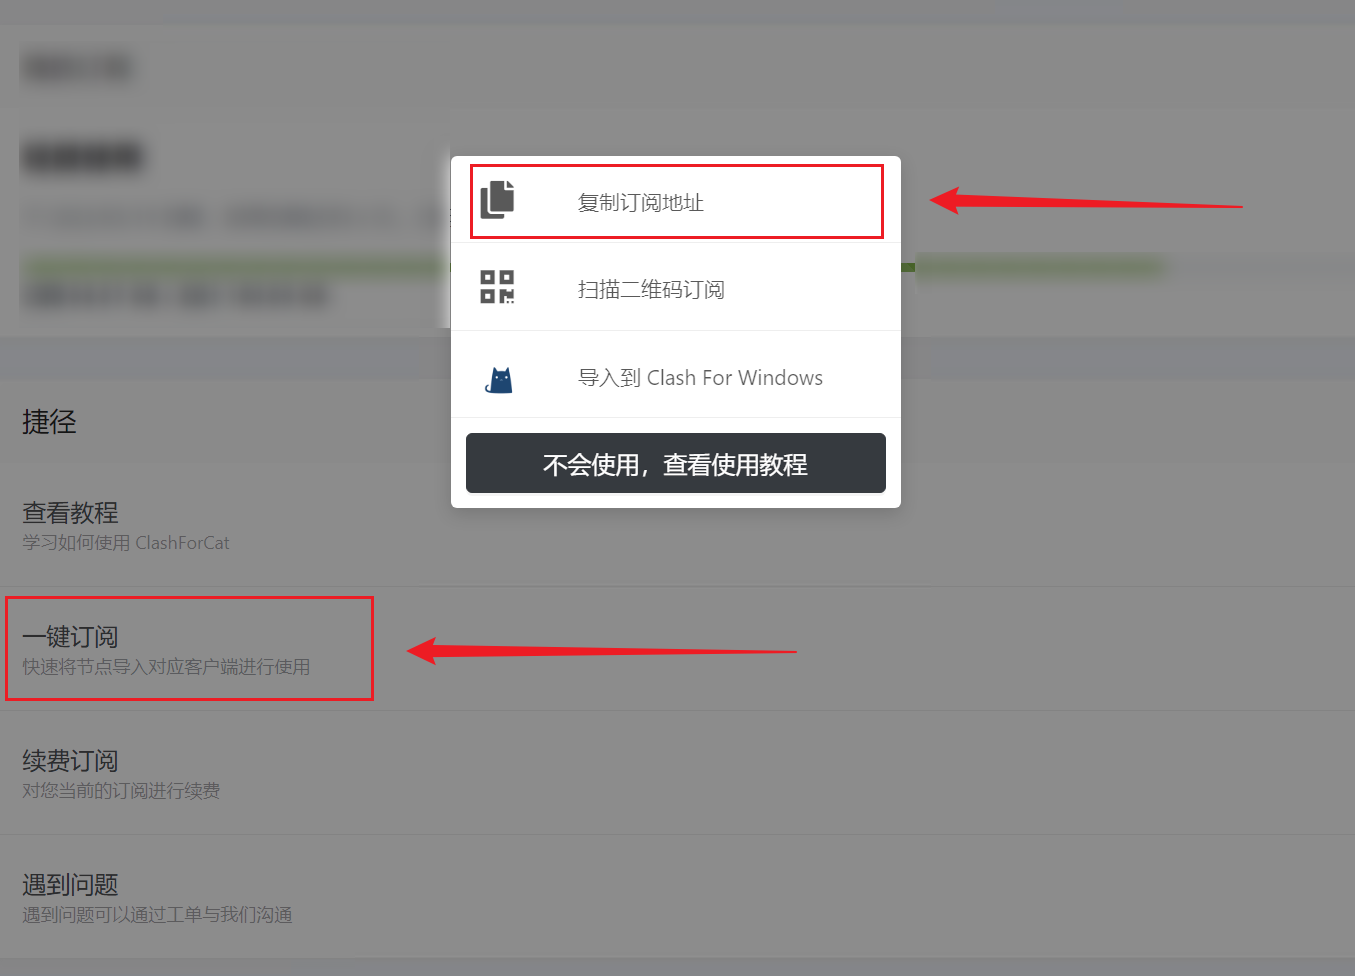 复制订阅地址
扫描二维码订阅
导入到 Clash For Windows
不会使用，查看使用教程
捷径
查看教程
学习如何使用 ClashForCat
一键订阅
快速将节点导入对应客户端进行使用
续费订阅
对您当前的订阅进行续费
遇到问题
遇到问题可以通过工单与我们沟通